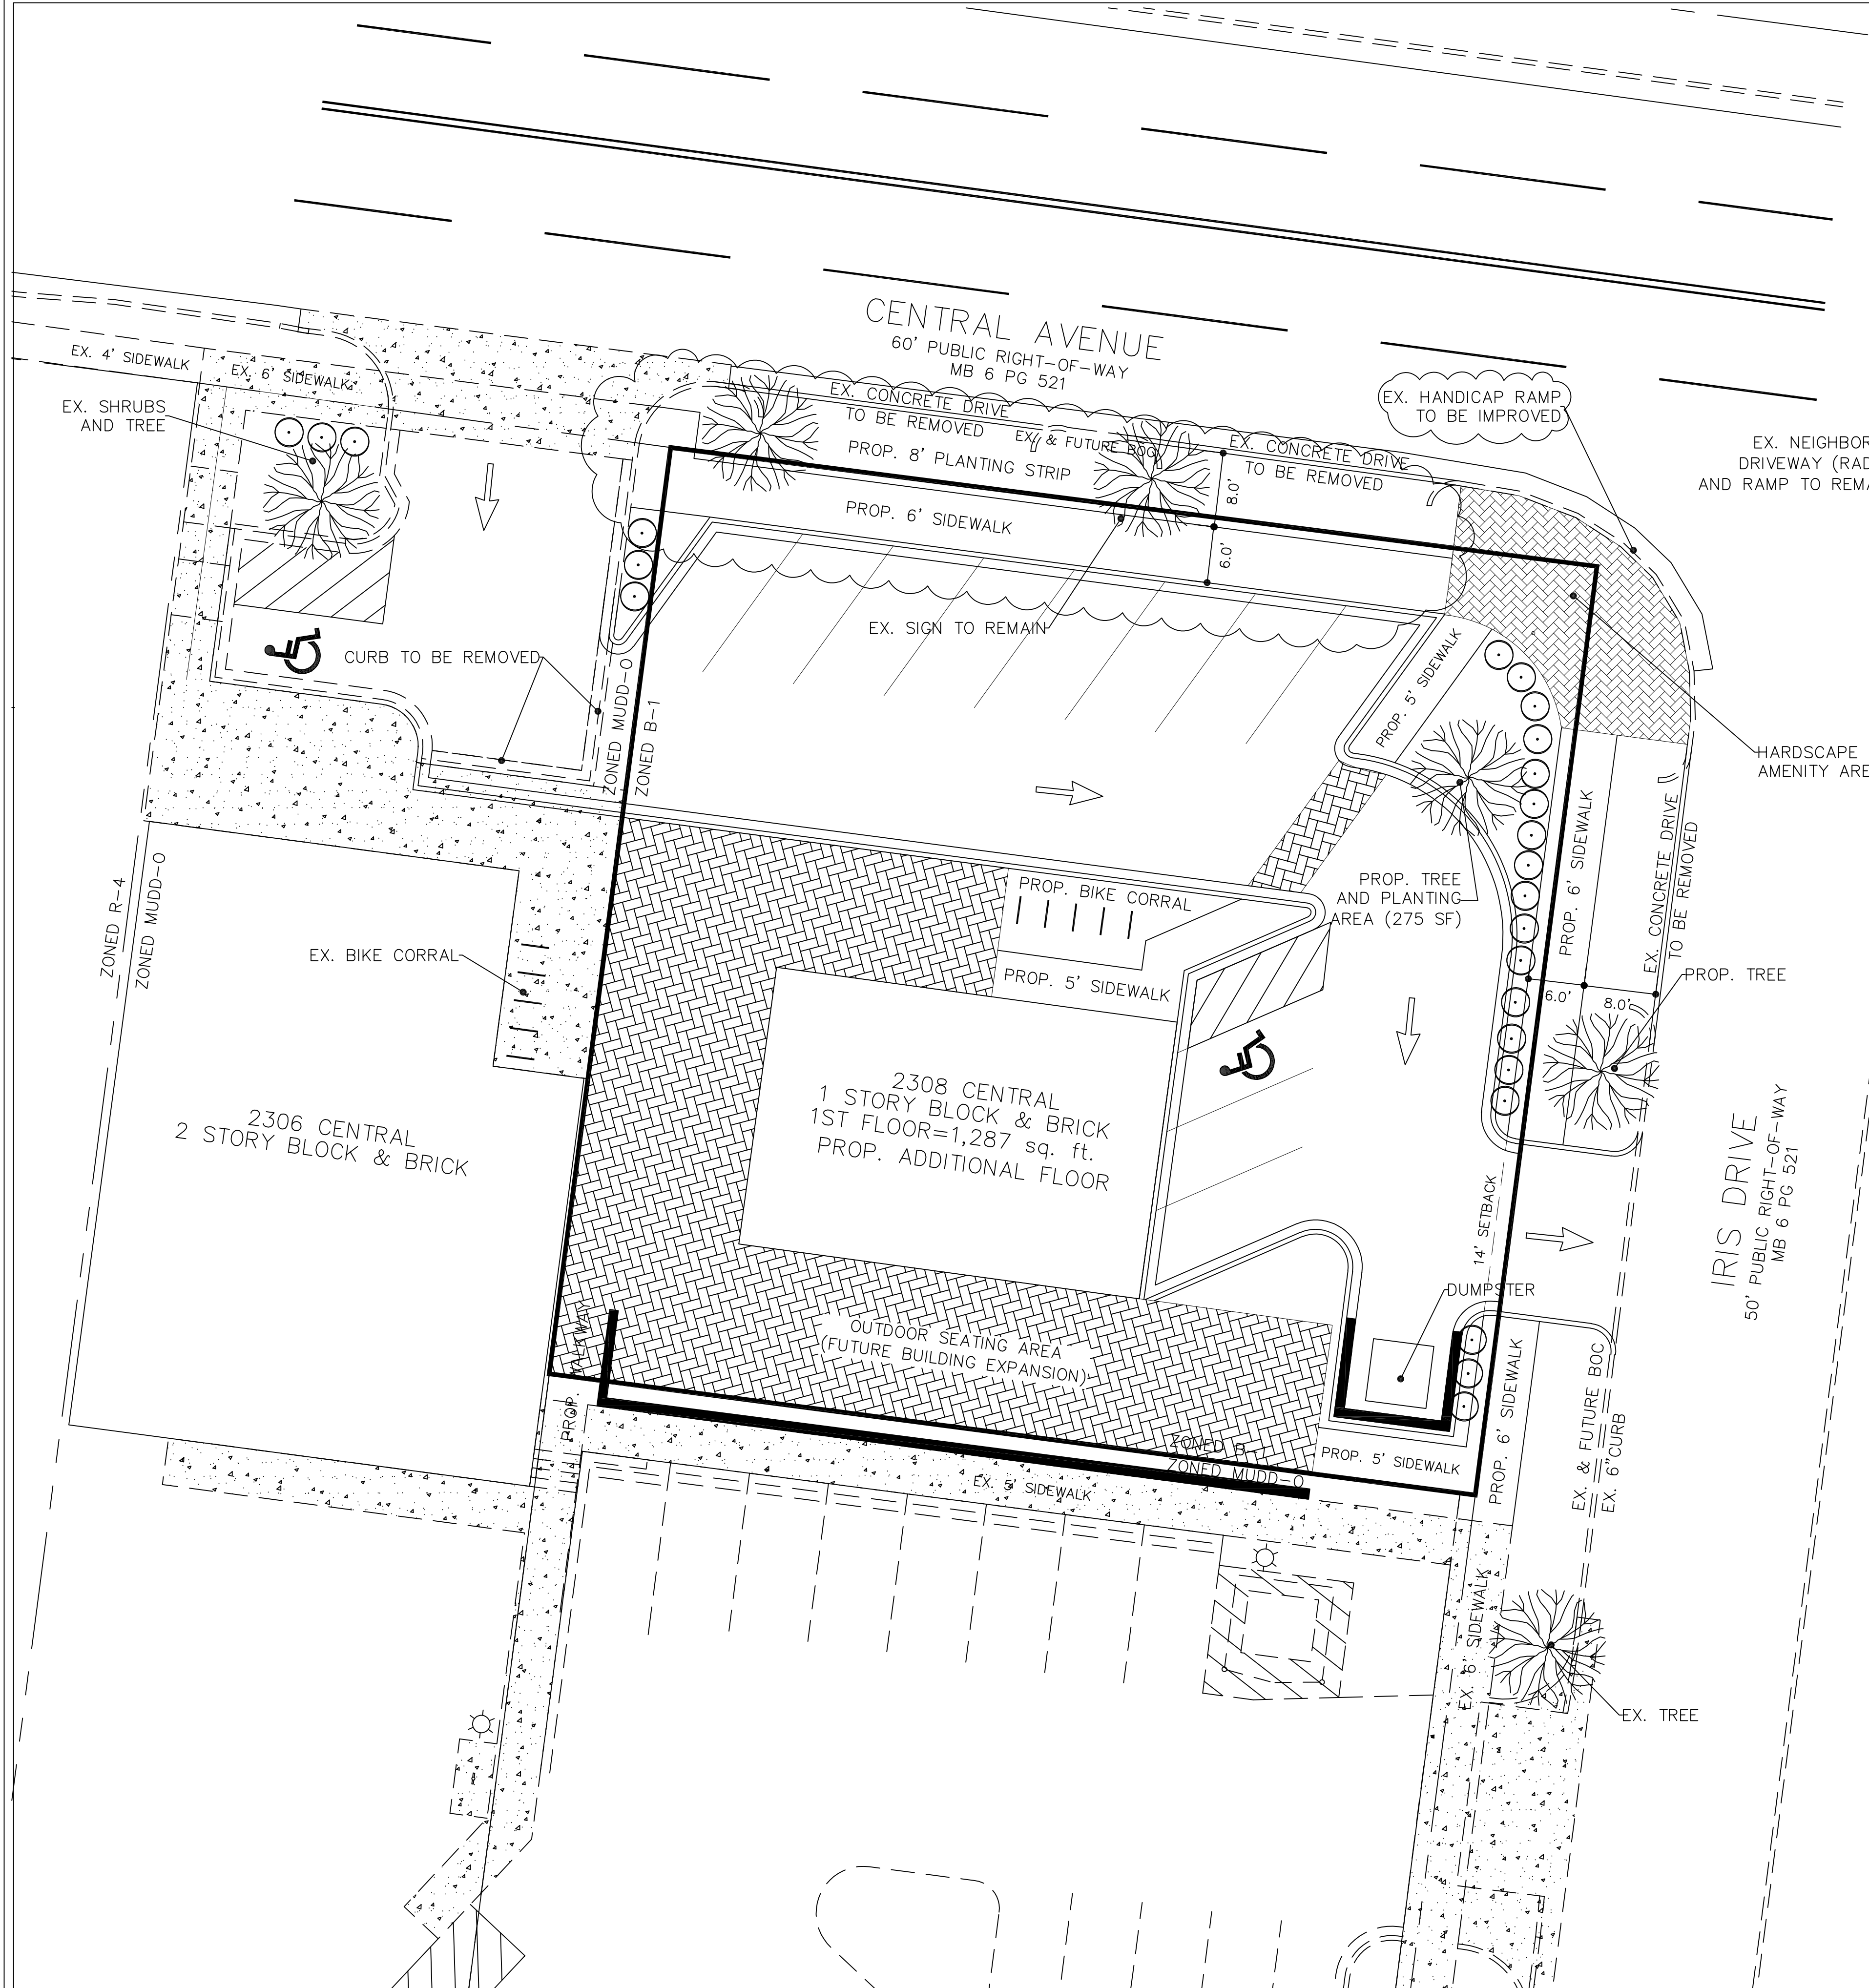 CENTRAL AVENUE
60' PUBLIC RIGHT-OF-WAY
MB 6 PG 521
EX. 4' SIDEWALK
EX. 6' SIDEWALK
EX. SHRUBS
AND TREE
EX. CONCRETE DRIVE
TO BE REMOVED
EX. & FUTURE BOC
EX. CONCRETE DRIVE
TO BE REMOVED
EX. HANDICAP RAMP
TO BE IMPROVED
EX. NEIGHBOR
DRIVEWAY (RAD
AND RAMP TO REMA
PROP. 8' PLANTING STRIP
8.0'
PROP. 6' SIDEWALK
6.0'
EX. SIGN TO REMAIN
CURB TO BE REMOVED
ZONED MUDD-O
ZONED B-1
PROP. 5' SIDEWALK
HARDSCAPE
AMENITY ARE
PROP. 6' SIDEWALK
EX. CONCRETE DRIVE
TO BE REMOVED
PROP. TREE
AND PLANTING
AREA (275 SF)
PROP. BIKE CORRAL
PROP. 5' SIDEWALK
ZONED R-4
ZONED MUDD-O
EX. BIKE CORRAL
PROP. TREE
6.0'
8.0'
2306 CENTRAL
2 STORY BLOCK & BRICK
2308 CENTRAL
1 STORY BLOCK & BRICK
1ST FLOOR=1,287 sq. ft.
PROP. ADDITIONAL FLOOR
IRIS DRIVE
50' PUBLIC RIGHT-OF-WAY
MB 6 PG 521
14' SETBACK
DUMPSTER
OUTDOOR SEATING AREA
(FUTURE BUILDING EXPANSION)
PROP. WALKWAY
ZONED B-
ZONED MUDD-O
PROP. 5' SIDEWALK
PROP. 6' SIDEWALK
EX. & FUTURE BOC
EX. 6"CURB
EX. 5' SIDEWALK
EX. 6' SIDEWALK
EX. TREE